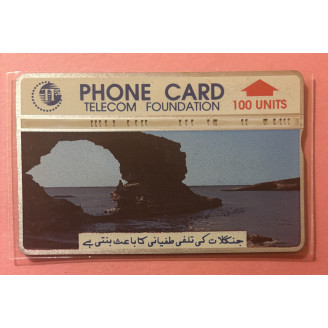 PHONE CARD
TELECOM FOUNDATION
100 UNITS
جنگلات کی تلفی طغیانی کا باعث بنتی ہے